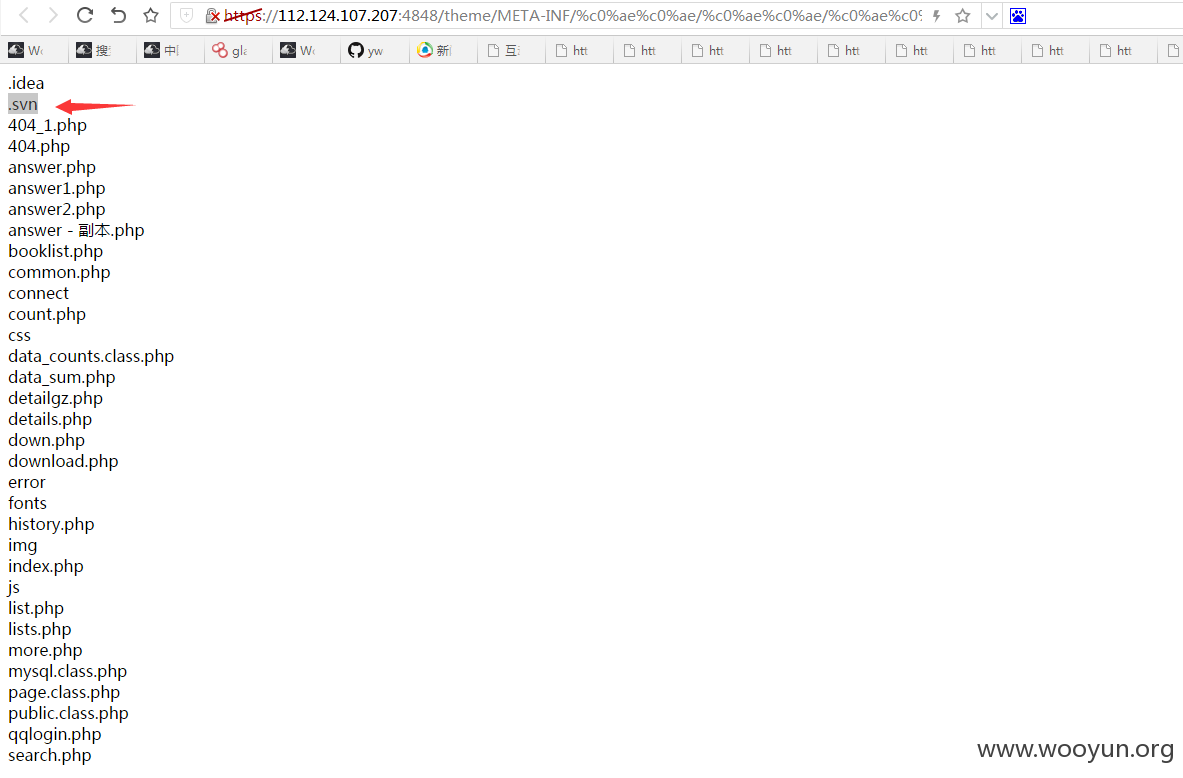 https://112.124.107.207:4848/theme/META-INF/%c0%ae%c0%ae/%c0%ae%c0%ae/%c0%ae%c0
搜 中 gla yw 新 互 htt htt htt htt htt htt htt htt htt
.idea
.svn
404_1.php
404.php
answer.php
answer1.php
answer2.php
answer - 副本.php
booklist.php
common.php
connect
count.php
css
data_counts.class.php
data_sum.php
detailgz.php
details.php
down.php
download.php
error
fonts
history.php
img
index.php
js
list.php
lists.php
more.php
mysql.class.php
page.class.php
public.class.php
qqlogin.php
search.php
www.wooyun.org